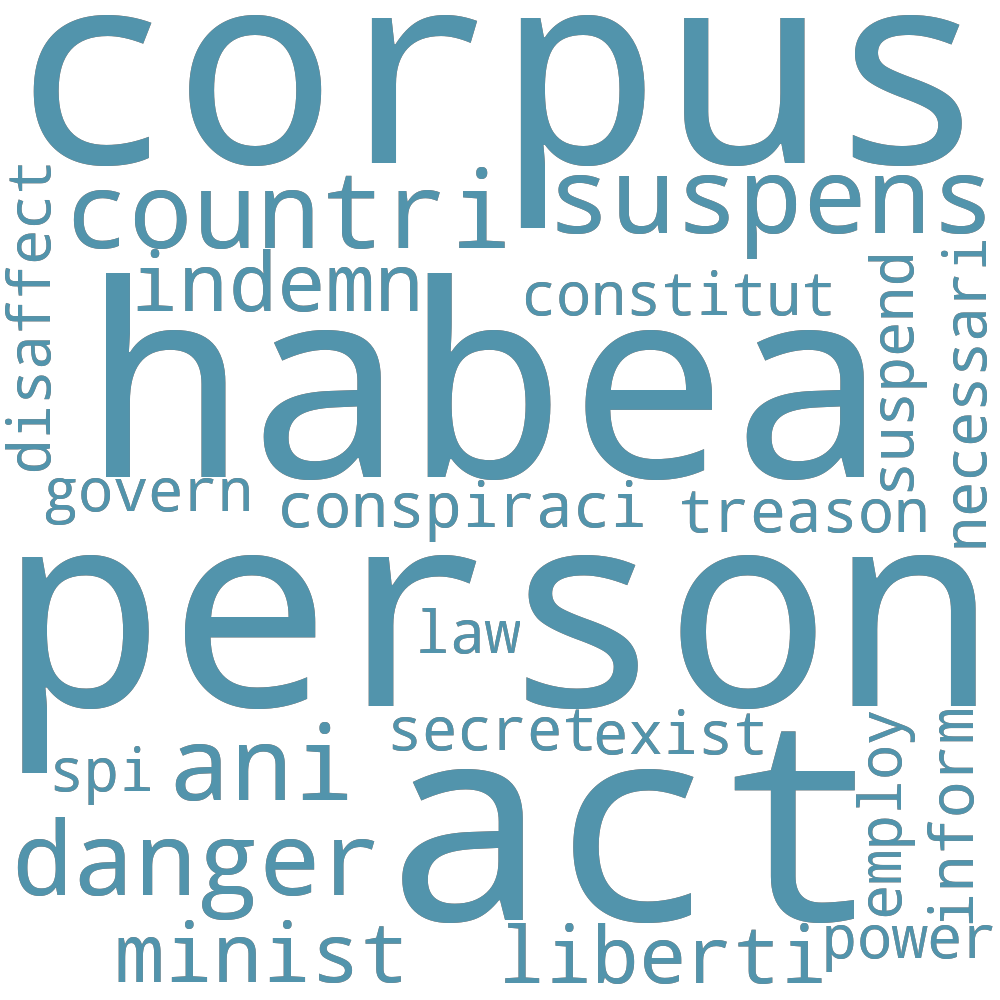 corpus
disaffect
countri
suspens
indemn
constitut
suspend
necessari
habea
govern
conspiraci
treason
person
law
secret
exist
spi
ani
act
employ
inform
danger
minist
liberti
power